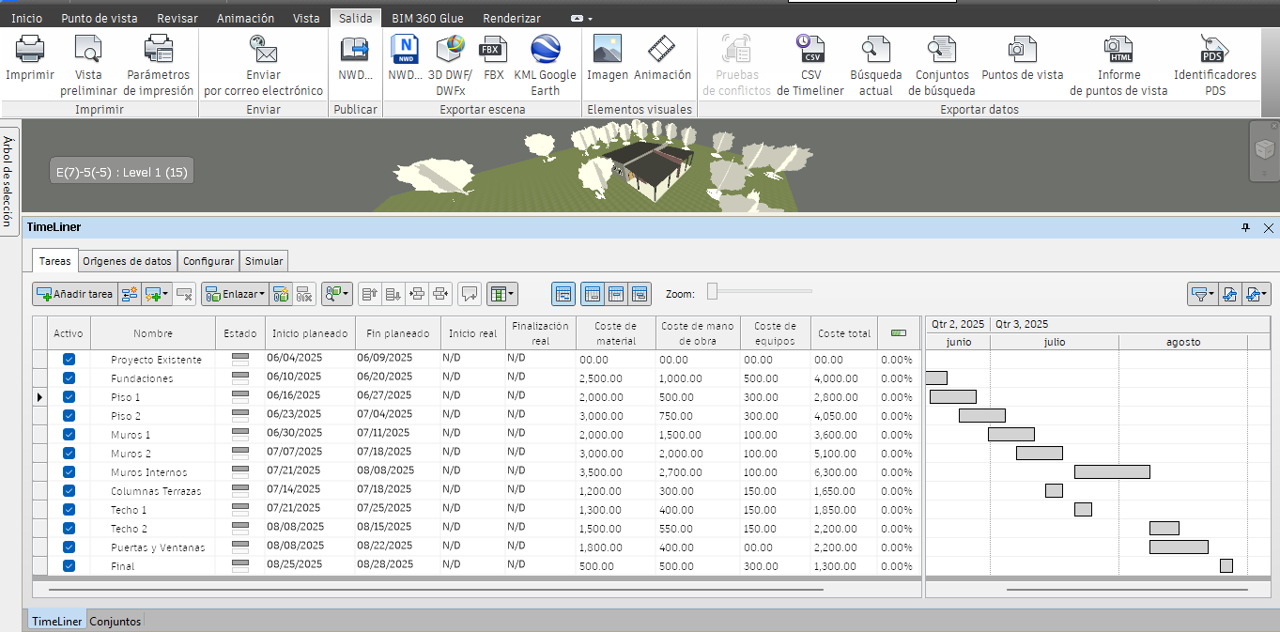 Inicio Punto de vista Revisar Animación Vista Salida BIM 360 Glue Renderizar
Imprimir Vista preliminar Parámetros de impresión Enviar por correo electrónico NWD... NWD... 3D DWF/ DWFx FBX KML Google Earth Imagen Animación Pruebas de conflictos CSV de Timeliner Búsqueda actual Conjuntos de búsqueda Puntos de vista Informe de puntos de vista Identificadores PDS
Imprimir Enviar Publicar Exportar escena Elementos visuales Exportar datos
Árbol de selección
E(7)-5(-5) : Level 1 (15)
TimeLiner
Tareas Orígenes de datos Configurar Simular
Añadir tarea Enlazar Zoom:
Activo Nombre Estado Inicio planeado Fin planeado Inicio real Finalización real Coste de material Coste de mano de obra Coste de equipos Coste total
Qtr 2, 2025 Qtr 3, 2025
junio julio agosto
Proyecto Existente 06/04/2025 06/09/2025 N/D N/D 00.00 00.00 00.00 00.00 0.00%
Fundaciones 06/10/2025 06/20/2025 N/D N/D 2,500.00 1,000.00 500.00 4,000.00 0.00%
Piso 1 06/16/2025 06/27/2025 N/D N/D 2,000.00 500.00 300.00 2,800.00 0.00%
Piso 2 06/23/2025 07/04/2025 N/D N/D 3,000.00 750.00 300.00 4,050.00 0.00%
Muros 1 06/30/2025 07/11/2025 N/D N/D 2,000.00 1,500.00 100.00 3,600.00 0.00%
Muros 2 07/07/2025 07/18/2025 N/D N/D 3,000.00 2,000.00 100.00 5,100.00 0.00%
Muros Internos 07/21/2025 08/08/2025 N/D N/D 3,500.00 2,700.00 100.00 6,300.00 0.00%
Columnas Terrazas 07/14/2025 07/18/2025 N/D N/D 1,200.00 300.00 150.00 1,650.00 0.00%
Techo 1 07/21/2025 07/25/2025 N/D N/D 1,300.00 400.00 150.00 1,850.00 0.00%
Techo 2 08/08/2025 08/15/2025 N/D N/D 1,500.00 550.00 150.00 2,200.00 0.00%
Puertas y Ventanas 08/08/2025 08/22/2025 N/D N/D 1,800.00 400.00 00.00 2,200.00 0.00%
Final 08/25/2025 08/28/2025 N/D N/D 500.00 500.00 300.00 1,300.00 0.00%
TimeLiner Conjuntos